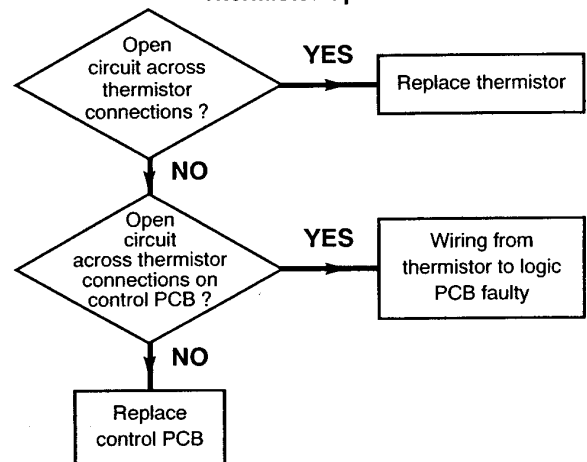 Open
circuit across
thermistor
connections ?
YES
Replace thermistor
NO
Open
circuit
across thermistor
connections on
control PCB ?
YES
Wiring from
thermistor to logic
PCB faulty
NO
Replace
control PCB